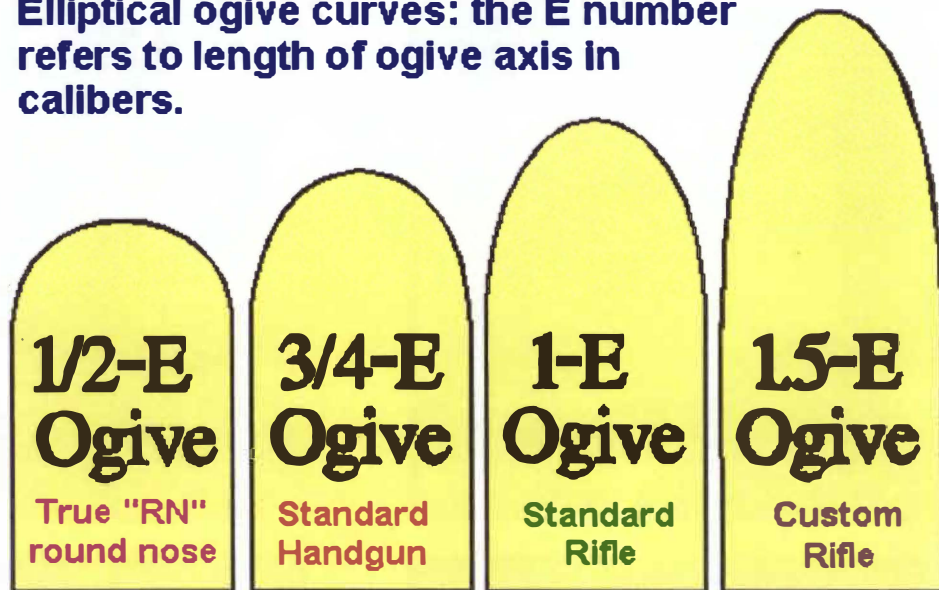 Elliptical ogive curves: the E number
refers to length of ogive axis in
calibers.
1/2-E
Ogive
True "RN"
round nose
3/4-E
Ogive
Standard
Handgun
1-E
Ogive
Standard
Rifle
1.5-E
Ogive
Custom
Rifle